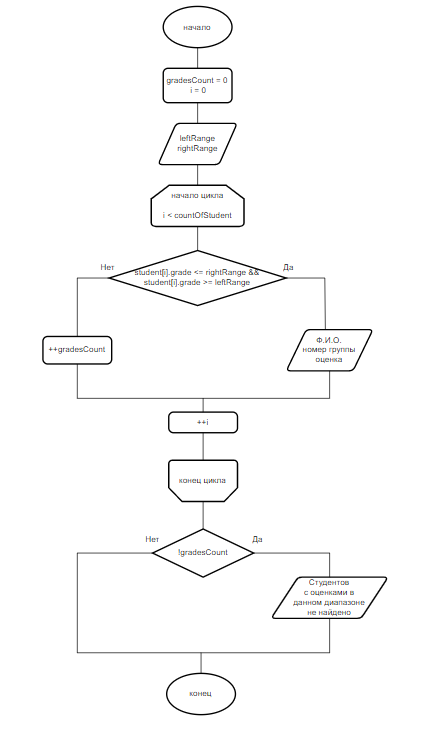 начало
gradesCount = 0
i = 0
leftRange
rightRange
начало цикла
i < countOfStudent
Нет
Да
student[i].grade <= rightRange &&
student[i].grade >= leftRange
++gradesCount
Ф.И.О.
номер группы
оценка
++i
конец цикла
Нет
Да
!gradesCount
Студентов
с оценками в
данном диапазоне
не найдено
конец